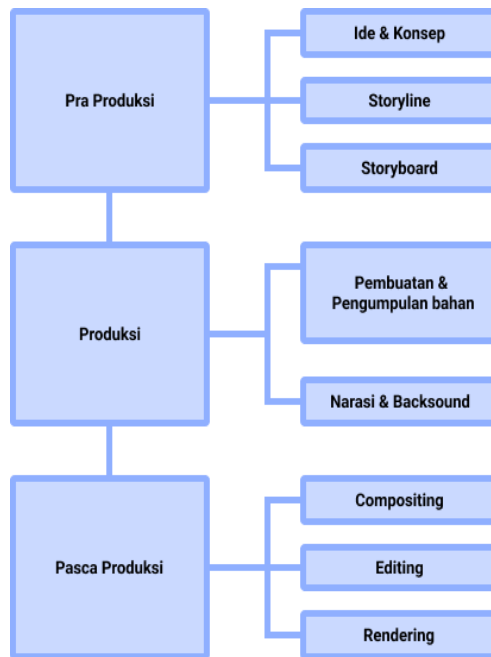 Pra Produksi
Ide & Konsep
Storyline
Storyboard
Produksi
Pembuatan &
Pengumpulan bahan
Narasi & Backsound
Pasca Produksi
Compositing
Editing
Rendering